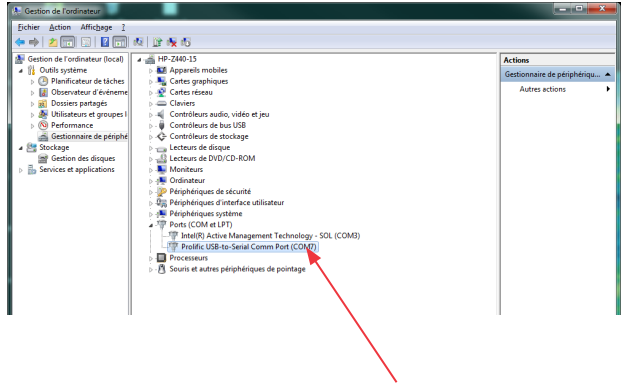 Gestion de l'ordinateur
Fichier Action Affichage ?
Gestion de l'ordinateur (local)
Outils système
Planificateur de tâches
Observateur d'événeme
Dossiers partagés
Utilisateurs et groupes l
Performance
Gestionnaire de périphé
Stockage
Gestion des disques
Services et applications
HP-Z440-15
Appareils mobiles
Cartes graphiques
Cartes réseau
Claviers
Contrôleurs audio, vidéo et jeu
Contrôleurs de bus USB
Contrôleurs de stockage
Lecteurs de disque
Lecteurs de DVD/CD-ROM
Moniteurs
Ordinateur
Périphériques de sécurité
Périphériques d'interface utilisateur
Périphériques système
Ports (COM et LPT)
Intel(R) Active Management Technology - SOL (COM3)
Prolific USB-to-Serial Comm Port (COM7)
Processeurs
Souris et autres périphériques de pointage
Actions
Gestionnaire de périphériqu...
Autres actions